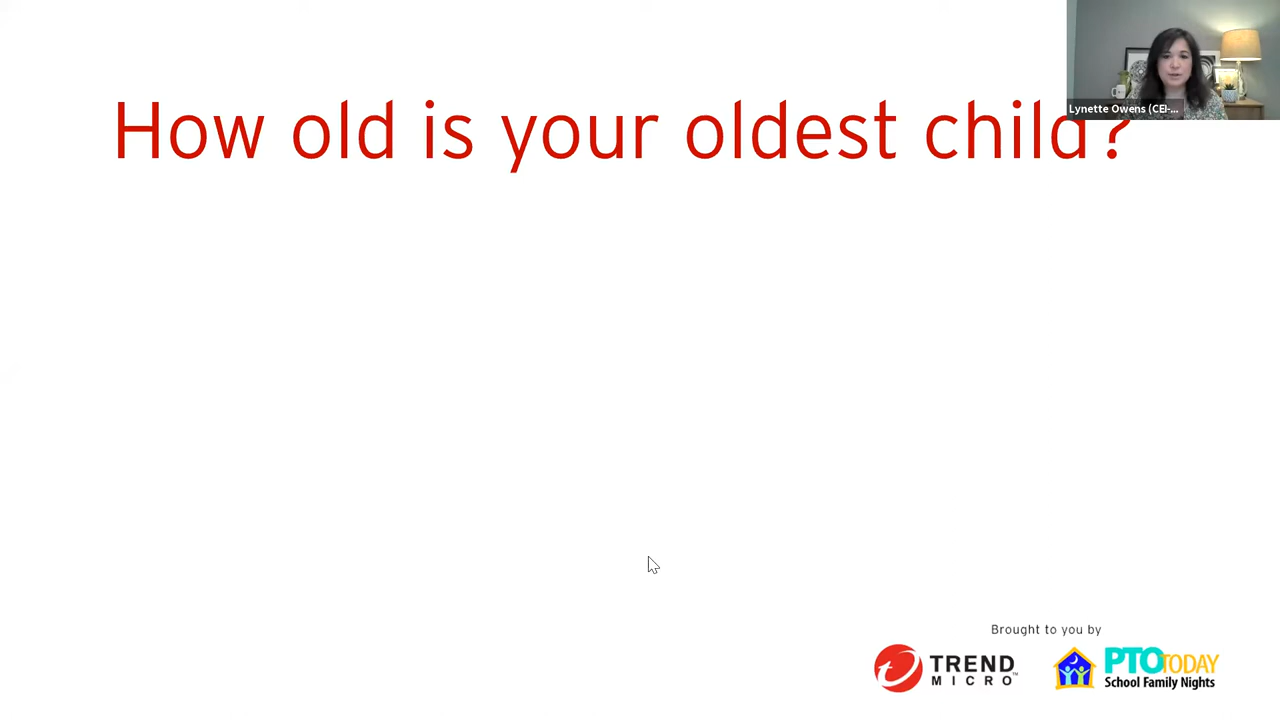 How old is your oldest child?
Lynette Owens (CEI-...
Brought to you by
TREND
MICRO™
PTO TODAY
School Family Nights